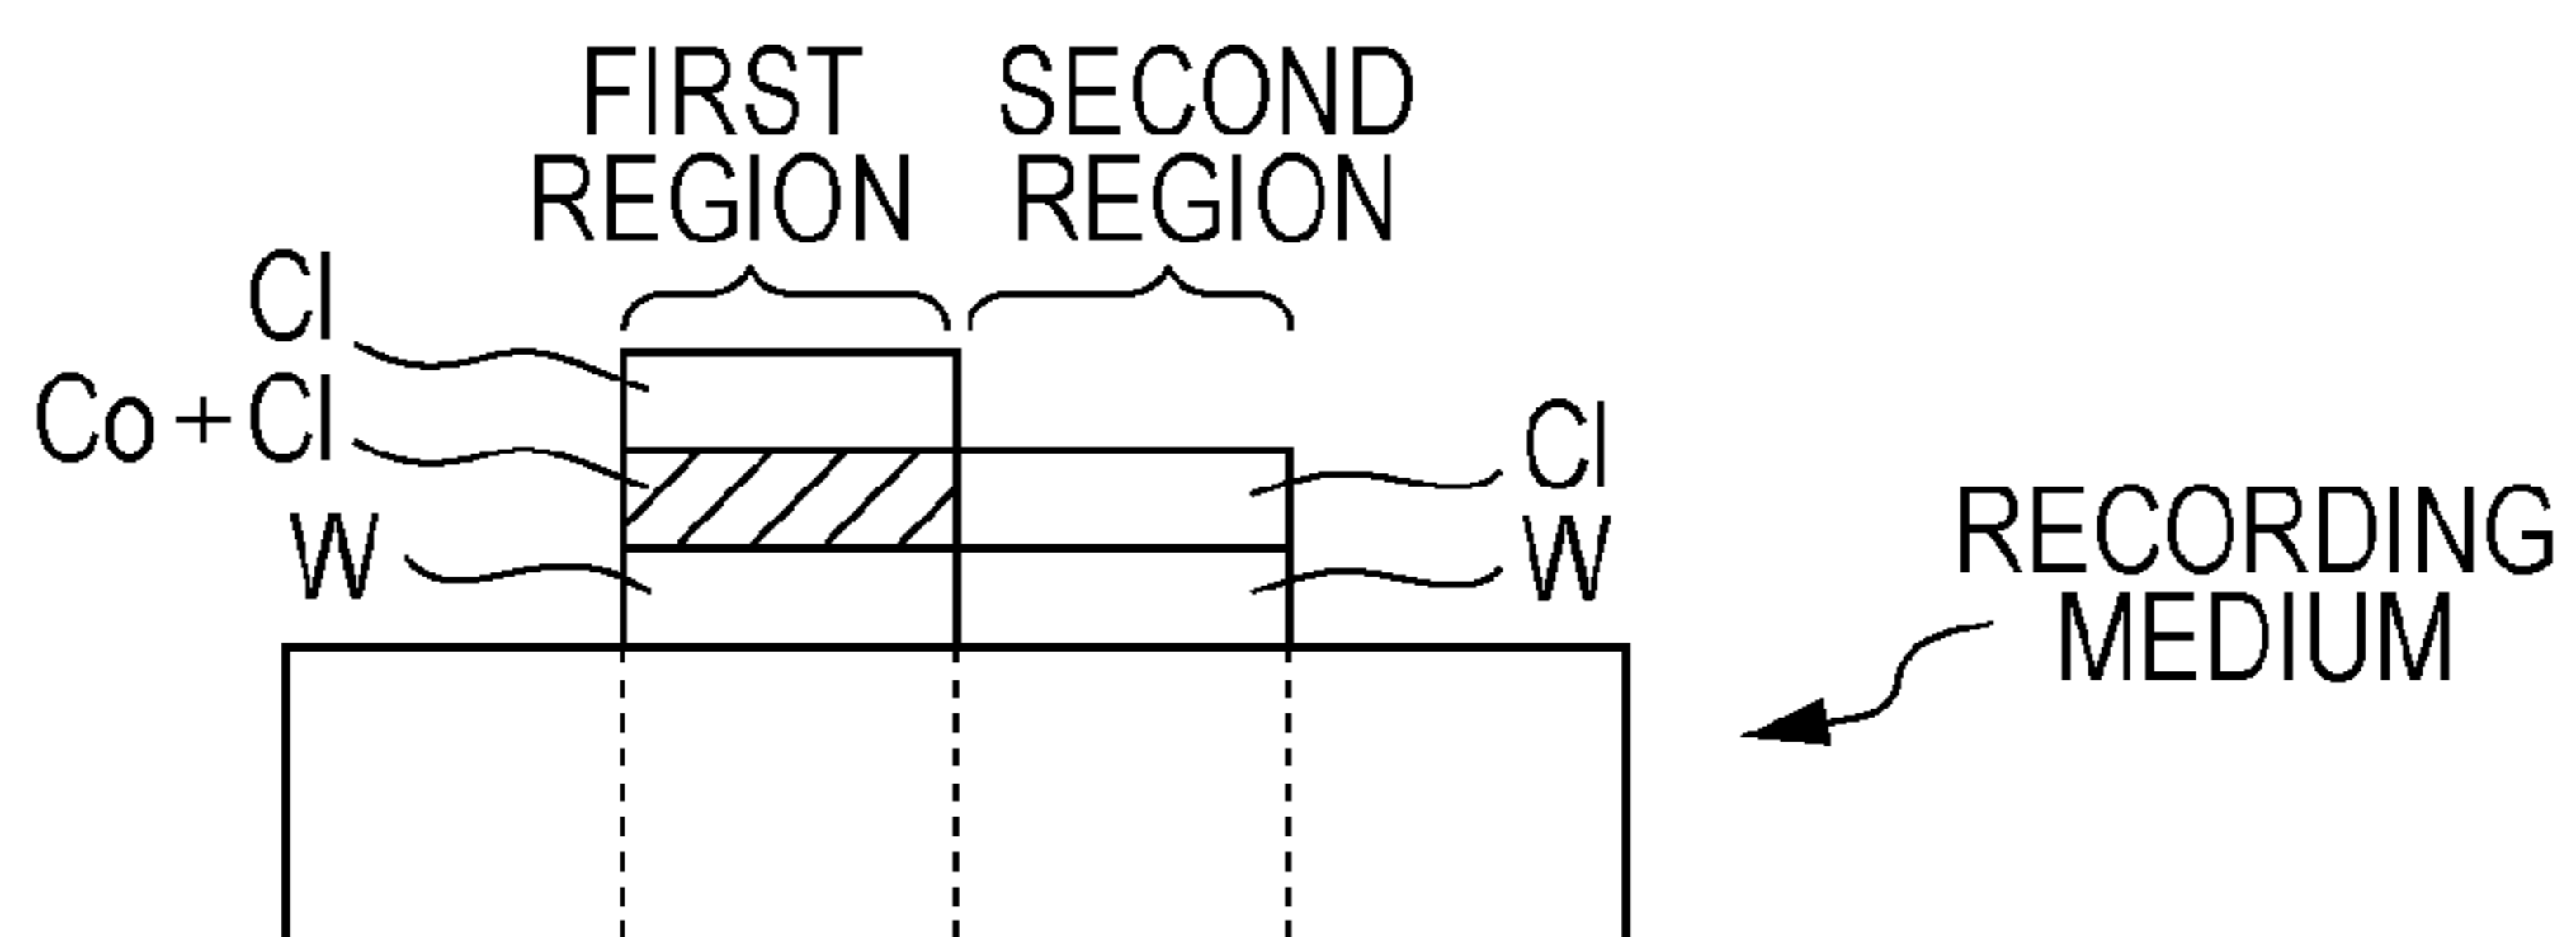 FIRST
REGION
SECOND
REGION
Cl
Co+Cl
W
Cl
W
RECORDING
MEDIUM